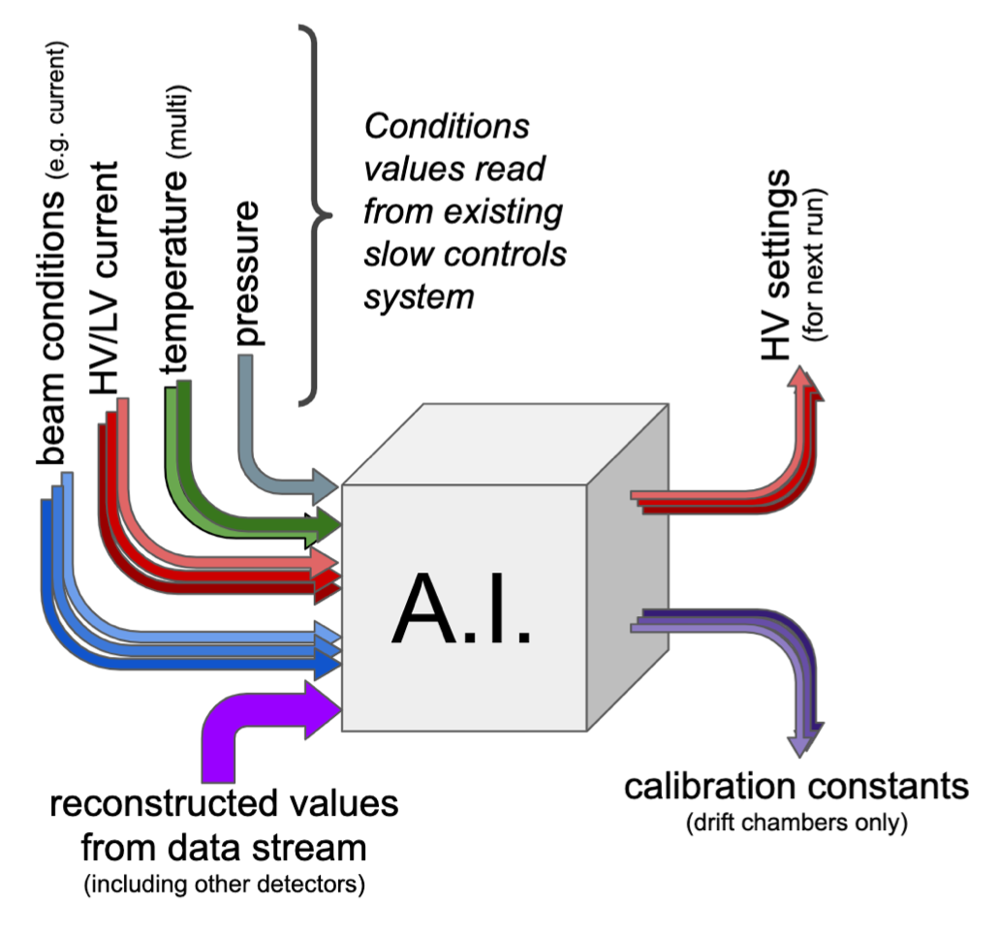 beam conditions (e.g. current)
HV/LV current
temperature (multi)
pressure
Conditions
values read
from existing
slow controls
system
HV settings
(for next run)
A.I.
reconstructed values
from data stream
(including other detectors)
calibration constants
(drift chambers only)